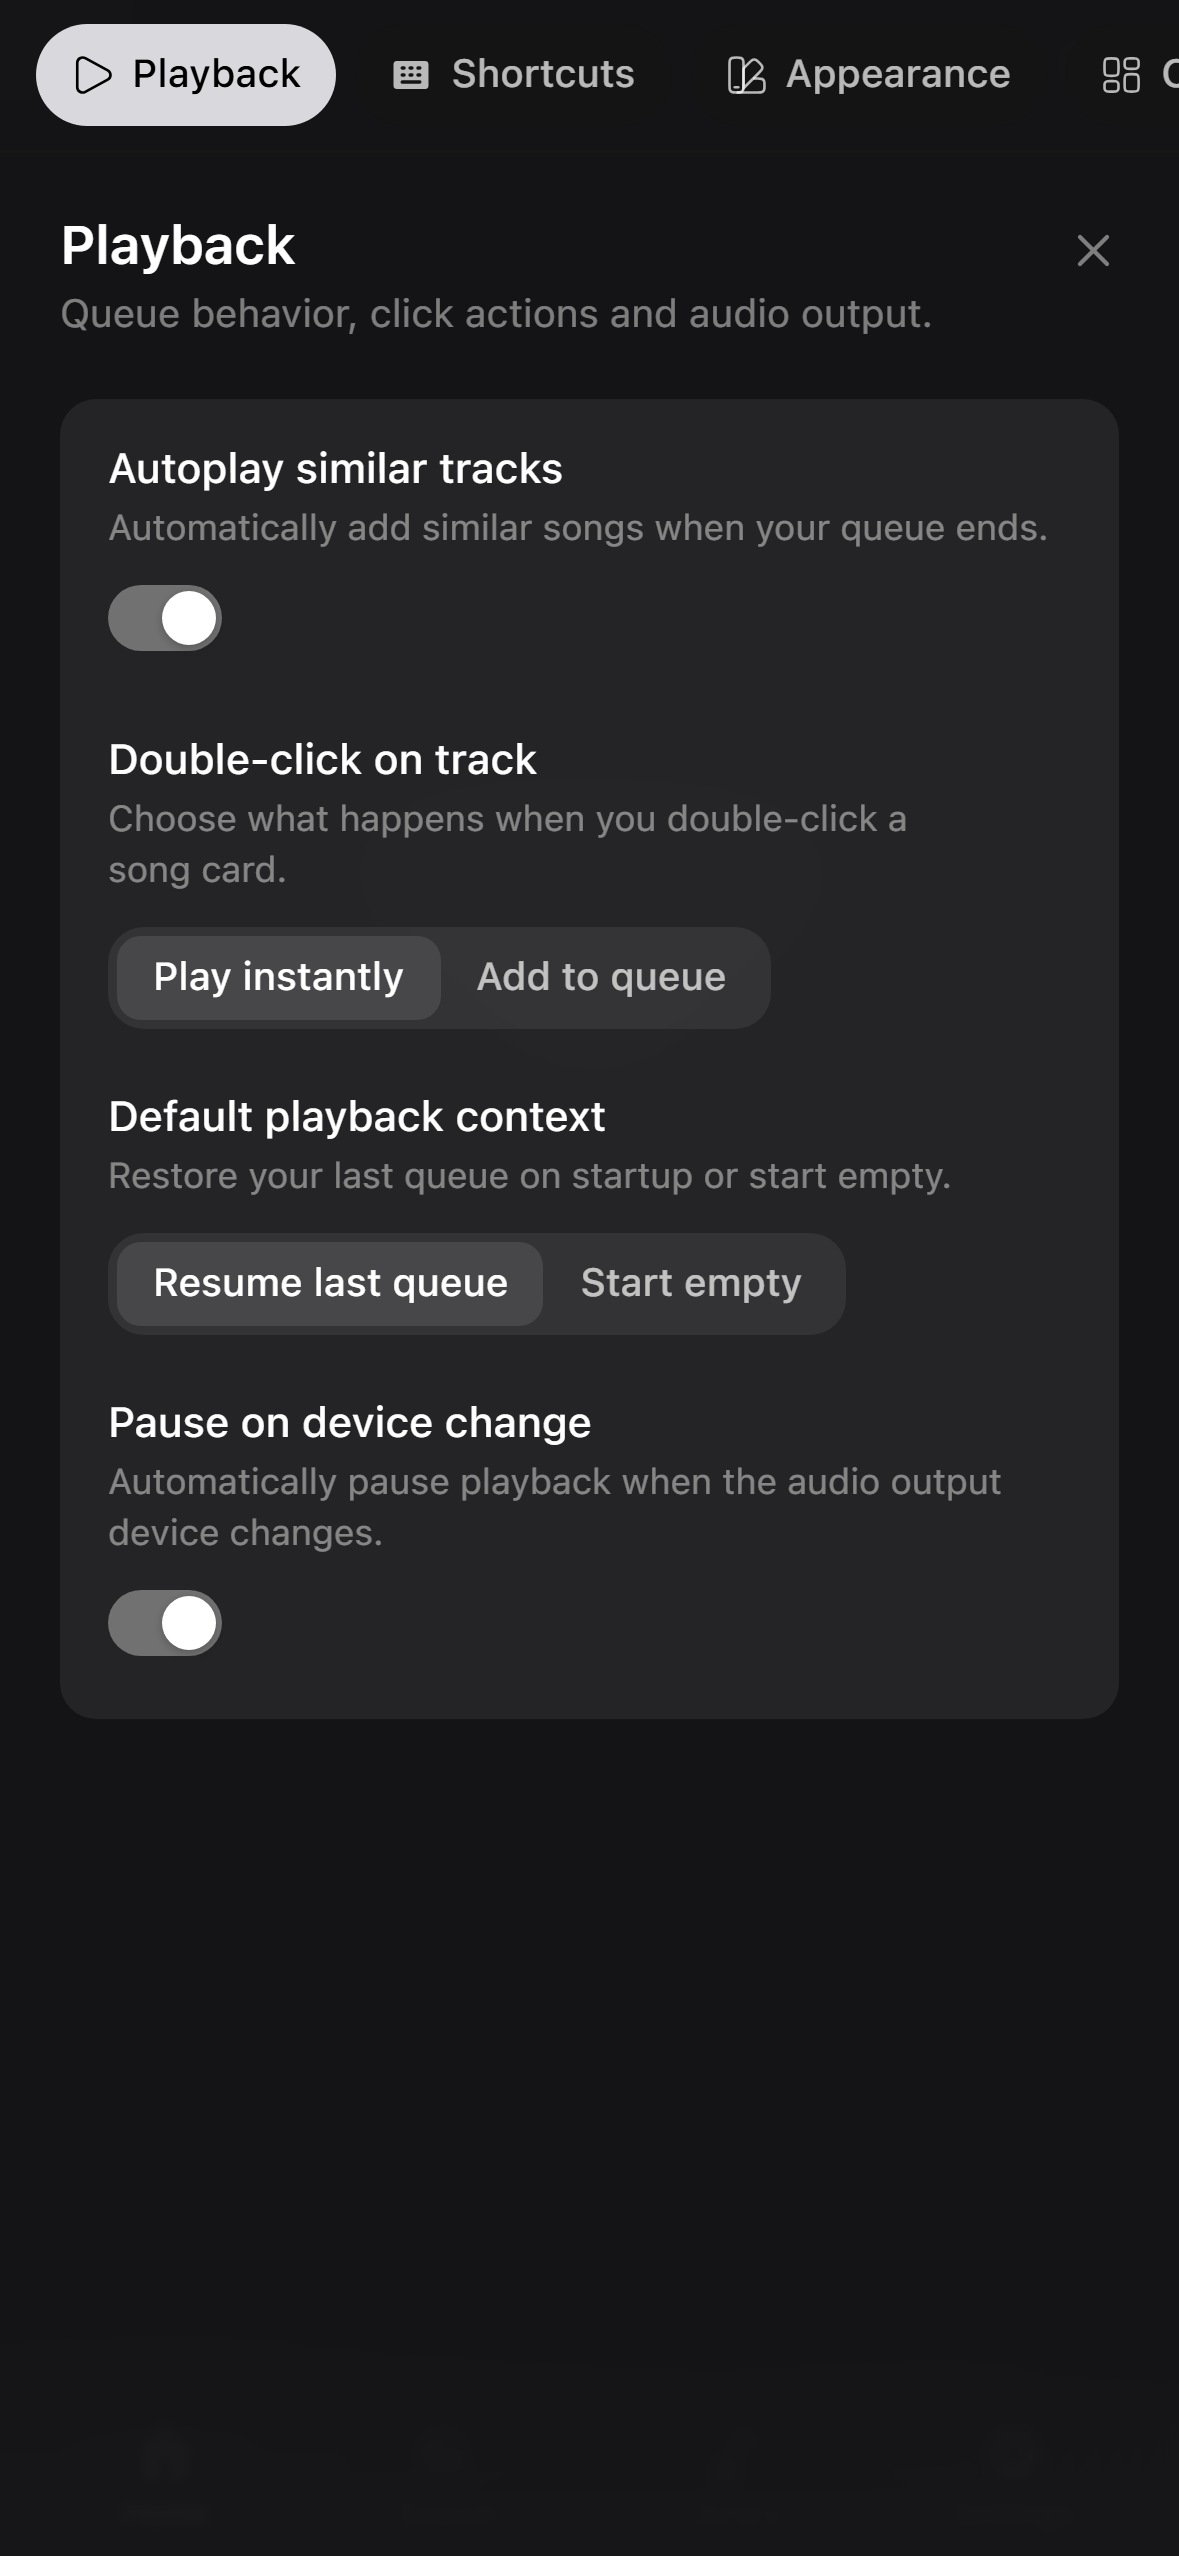 Playback
Shortcuts
Appearance
Playback
Queue behavior, click actions and audio output.
Autoplay similar tracks
Automatically add similar songs when your queue ends.
Double-click on track
Choose what happens when you double-click a
song card.
Play instantly
Add to queue
Default playback context
Restore your last queue on startup or start empty.
Resume last queue
Start empty
Pause on device change
Automatically pause playback when the audio output
device changes.